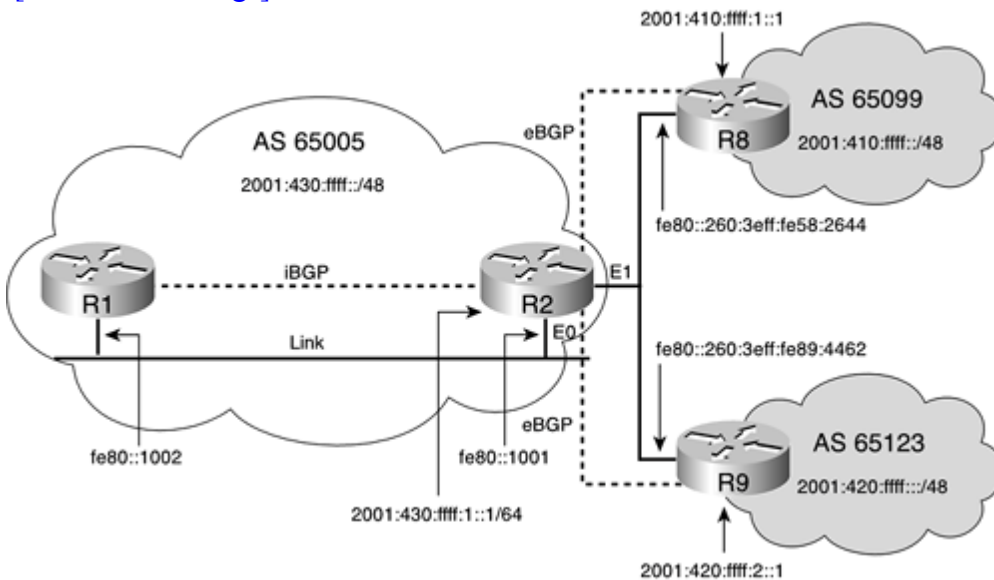 2001:410:ffff:1::1
AS 65099
R8
2001:410:ffff::/48
eBGP
AS 65005
2001:430:ffff::/48
fe80::260:3eff:fe58:2644
iBGP
E1
R1
R2
Link
E0
fe80::260:3eff:fe89:4462
eBGP
AS 65123
fe80::1002
fe80::1001
R9
2001:420:ffff:::/48
2001:430:ffff:1::1/64
2001:420:ffff:2::1